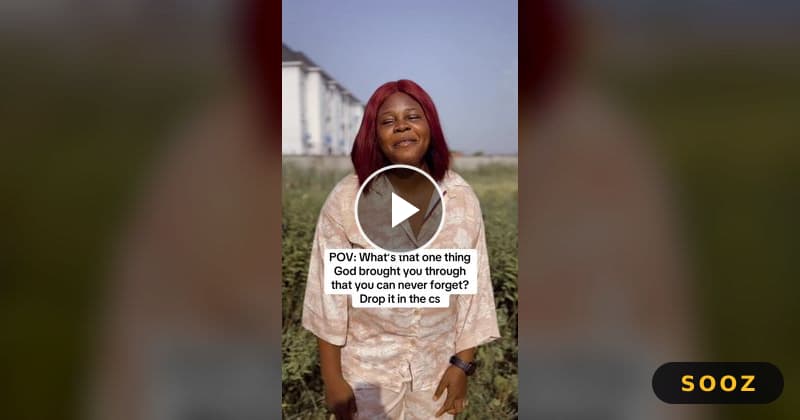 POV: What's that one thing
God brought you through
that you can never forget?
Drop it in the cs
SOOZ